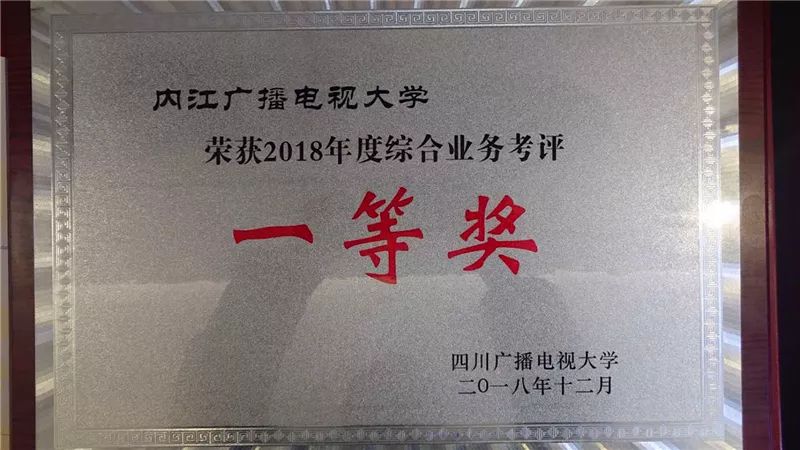 内江广播电视大学
荣获2018年度综合业务考评
一等奖
四川广播电视大学
二〇一八年十二月